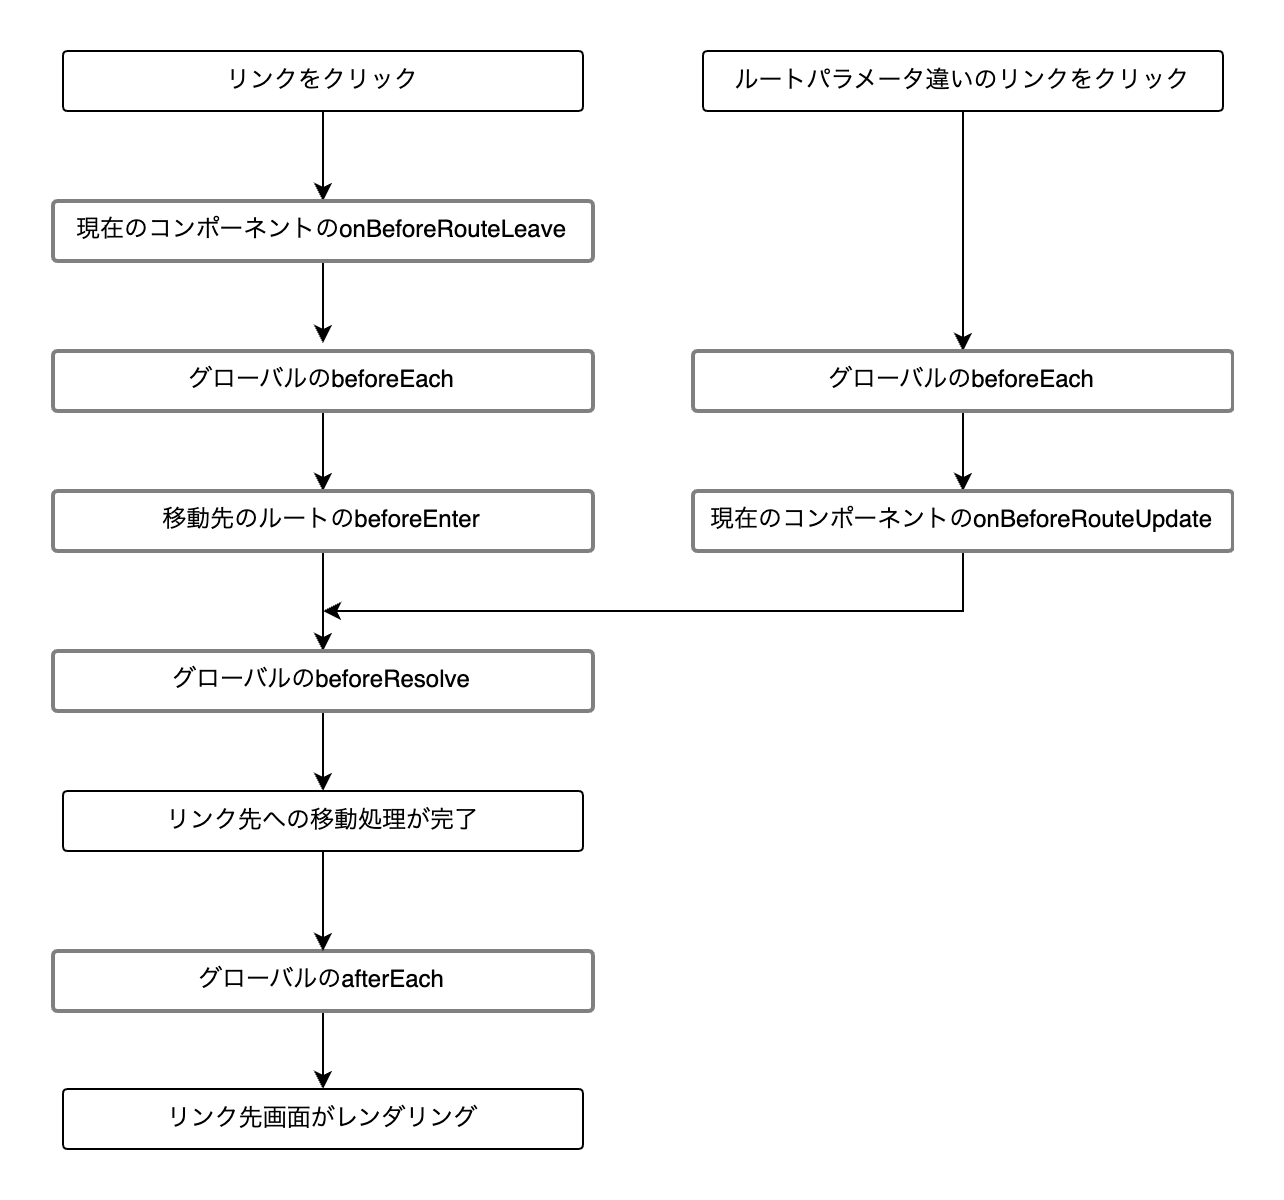 リンクをクリック
ルートパラメータ違いのリンクをクリック
現在のコンポーネントのonBeforeRouteLeave
グローバルのbeforeEach
グローバルのbeforeEach
移動先のルートのbeforeEnter
現在のコンポーネントのonBeforeRouteUpdate
グローバルのbeforeResolve
リンク先への移動処理が完了
グローバルのafterEach
リンク先画面がレンダリング